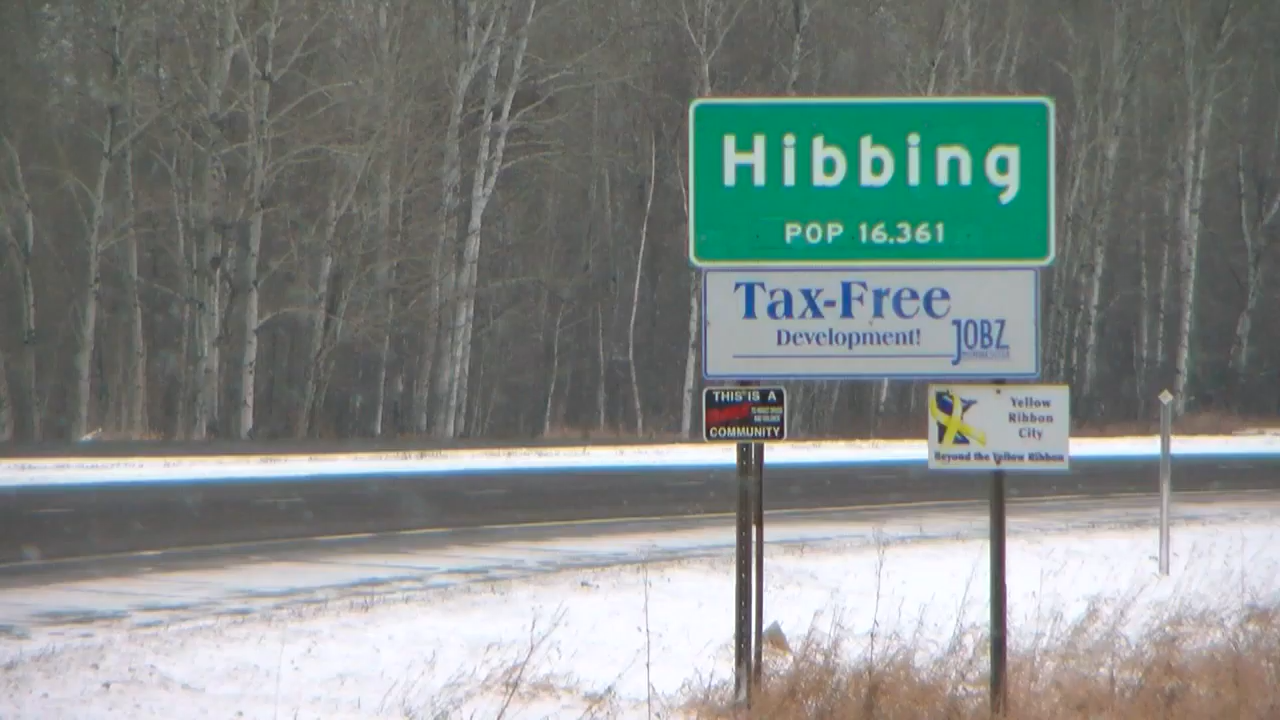 Hibbing
POP 16,361
Tax-Free
Development!
JOBZ
THIS IS A
COMMUNITY
Yellow
Ribbon
City
Beyond the Yellow Ribbon